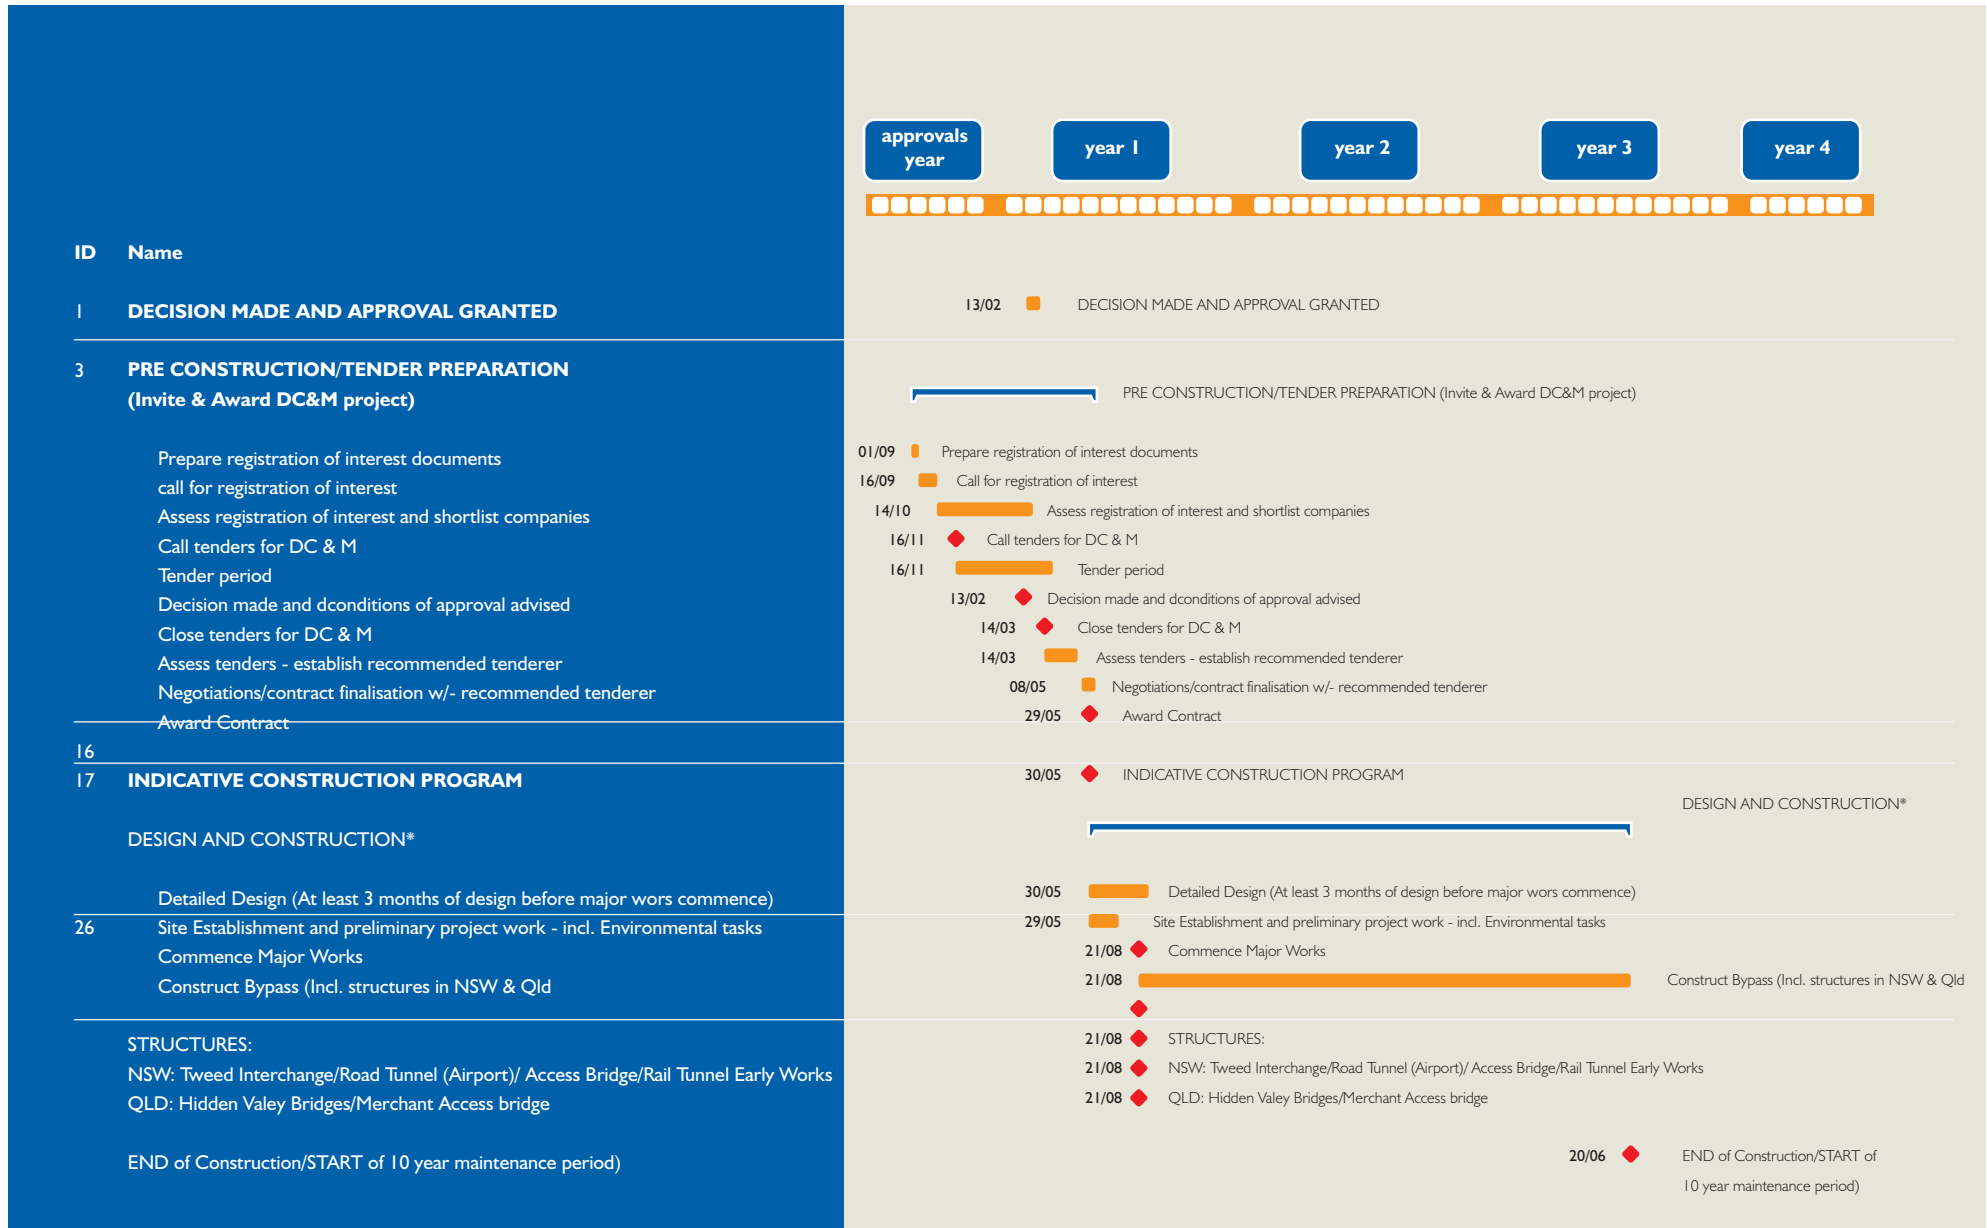 approvals
year
year 1
year 2
year 3
year 4
ID Name
1 DECISION MADE AND APPROVAL GRANTED
13/02 DECISION MADE AND APPROVAL GRANTED
3 PRE CONSTRUCTION/TENDER PREPARATION
(Invite & Award DC&M project)
PRE CONSTRUCTION/TENDER PREPARATION (Invite & Award DC&M project)
Prepare registration of interest documents
01/09 Prepare registration of interest documents
call for registration of interest
16/09 Call for registration of interest
Assess registration of interest and shortlist companies
14/10 Assess registration of interest and shortlist companies
Call tenders for DC & M
16/11 Call tenders for DC & M
Tender period
16/11 Tender period
Decision made and dconditions of approval advised
13/02 Decision made and dconditions of approval advised
Close tenders for DC & M
14/03 Close tenders for DC & M
Assess tenders - establish recommended tenderer
14/03 Assess tenders - establish recommended tenderer
Negotiations/contract finalisation w/- recommended tenderer
08/05 Negotiations/contract finalisation w/- recommended tenderer
Award Contract
29/05 Award Contract
16
17 INDICATIVE CONSTRUCTION PROGRAM
30/05 INDICATIVE CONSTRUCTION PROGRAM
DESIGN AND CONSTRUCTION*
DESIGN AND CONSTRUCTION*
Detailed Design (At least 3 months of design before major wors commence)
30/05 Detailed Design (At least 3 months of design before major wors commence)
26 Site Establishment and preliminary project work - incl. Environmental tasks
29/05 Site Establishment and preliminary project work - incl. Environmental tasks
Commence Major Works
21/08 Commence Major Works
Construct Bypass (Incl. structures in NSW & Qld
21/08 Construct Bypass (Incl. structures in NSW & Qld
STRUCTURES:
21/08 STRUCTURES:
NSW: Tweed Interchange/Road Tunnel (Airport)/ Access Bridge/Rail Tunnel Early Works
21/08 NSW: Tweed Interchange/Road Tunnel (Airport)/ Access Bridge/Rail Tunnel Early Works
QLD: Hidden Valey Bridges/Merchant Access bridge
21/08 QLD: Hidden Valey Bridges/Merchant Access bridge
END of Construction/START of 10 year maintenance period)
20/06 END of Construction/START of
10 year maintenance period)